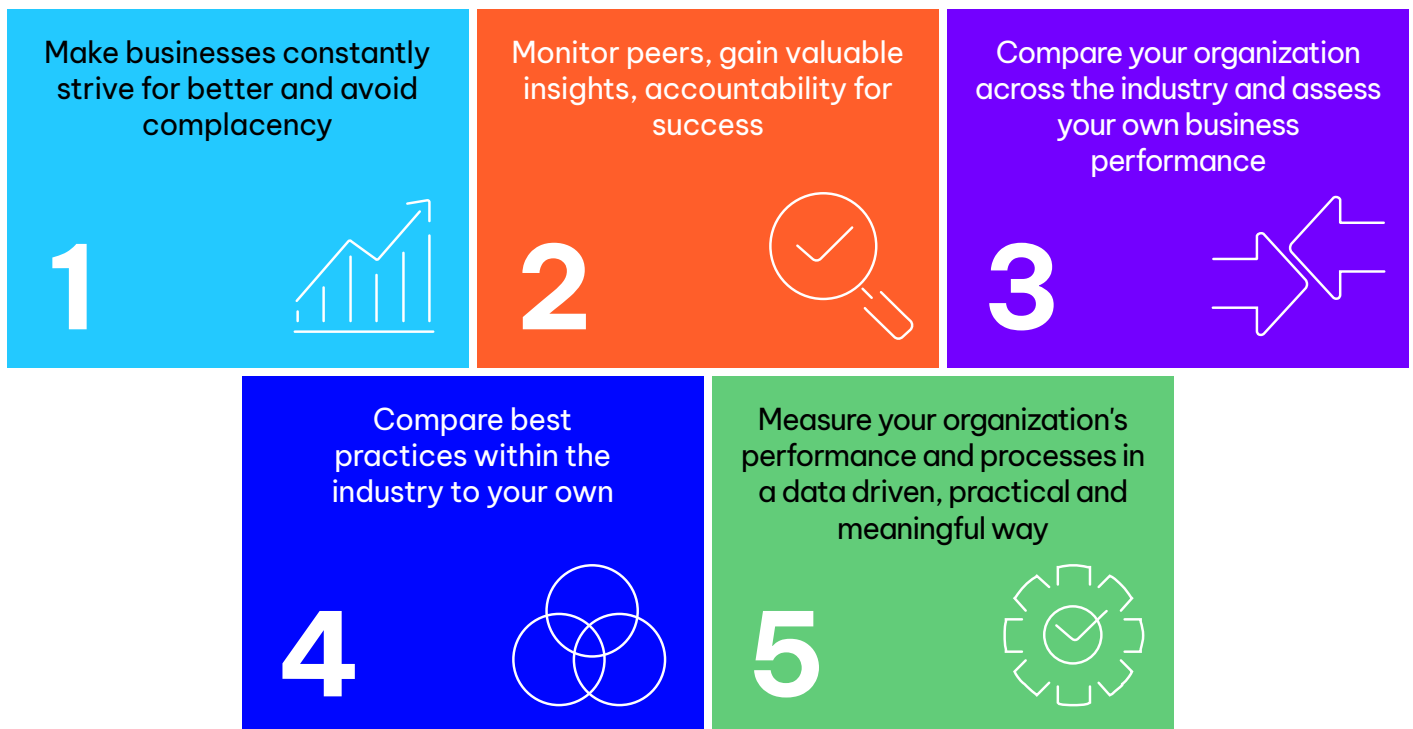 Make businesses constantly
strive for better and avoid
complacency
1
Monitor peers, gain valuable
insights, accountability for
success
2
Compare your organization
across the industry and assess
your own business
performance
3
Compare best
practices within the
industry to your own
4
Measure your organization's
performance and processes in
a data driven, practical and
meaningful way
5